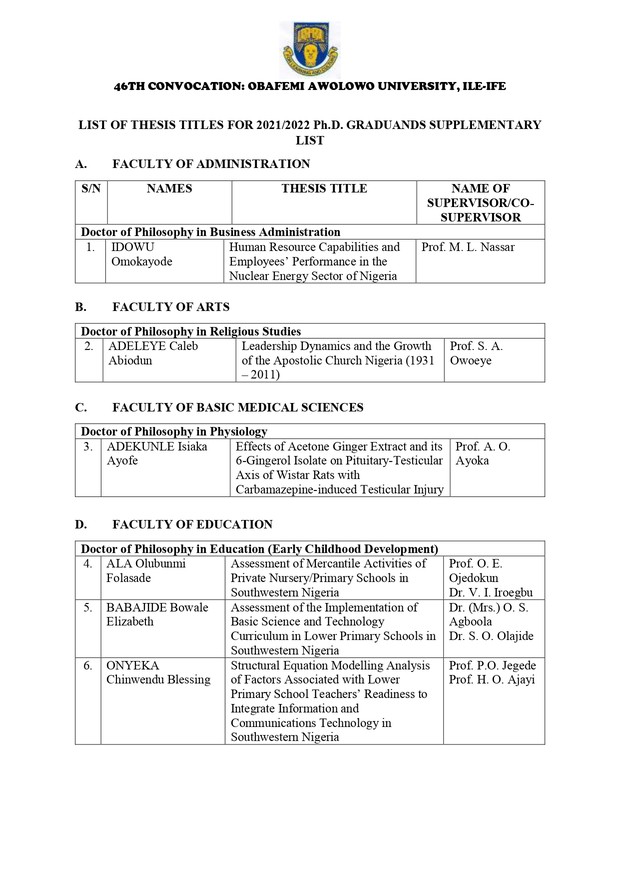 46TH CONVOCATION: OBAFEMI AWOLOWO UNIVERSITY, ILE-IFE
LIST OF THESIS TITLES FOR 2021/2022 Ph.D. GRADUANDS SUPPLEMENTARY
LIST
A. FACULTY OF ADMINISTRATION
S/N NAMES THESIS TITLE NAME OF
SUPERVISOR/CO-
SUPERVISOR
Doctor of Philosophy in Business Administration
1. IDOWU Human Resource Capabilities and Prof. M. L. Nassar
Omokayode Employees’ Performance in the
Nuclear Energy Sector of Nigeria
B. FACULTY OF ARTS
Doctor of Philosophy in Religious Studies
2. ADELEYE Caleb Leadership Dynamics and the Growth Prof. S. A.
Abiodun of the Apostolic Church Nigeria (1931 Owoeye
– 2011)
C. FACULTY OF BASIC MEDICAL SCIENCES
Doctor of Philosophy in Physiology
3. ADEKUNLE Isiaka Effects of Acetone Ginger Extract and its Prof. A. O.
Ayofe 6-Gingerol Isolate on Pituitary-Testicular Ayoka
Axis of Wistar Rats with
Carbamazepine-induced Testicular Injury
D. FACULTY OF EDUCATION
Doctor of Philosophy in Education (Early Childhood Development)
4. ALA Olubunmi Assessment of Mercantile Activities of Prof. O. E.
Folasade Private Nursery/Primary Schools in Ojedokun
Southwestern Nigeria Dr. V. I. Iroegbu
5. BABAJIDE Bowale Assessment of the Implementation of Dr. (Mrs.) O. S.
Elizabeth Basic Science and Technology Agboola
Curriculum in Lower Primary Schools in Dr. S. O. Olajide
Southwestern Nigeria
6. ONYEKA Structural Equation Modelling Analysis Prof. P.O. Jegede
Chinwendu Blessing of Factors Associated with Lower Prof. H. O. Ajayi
Primary School Teachers’ Readiness to
Integrate Information and
Communications Technology in
Southwestern Nigeria